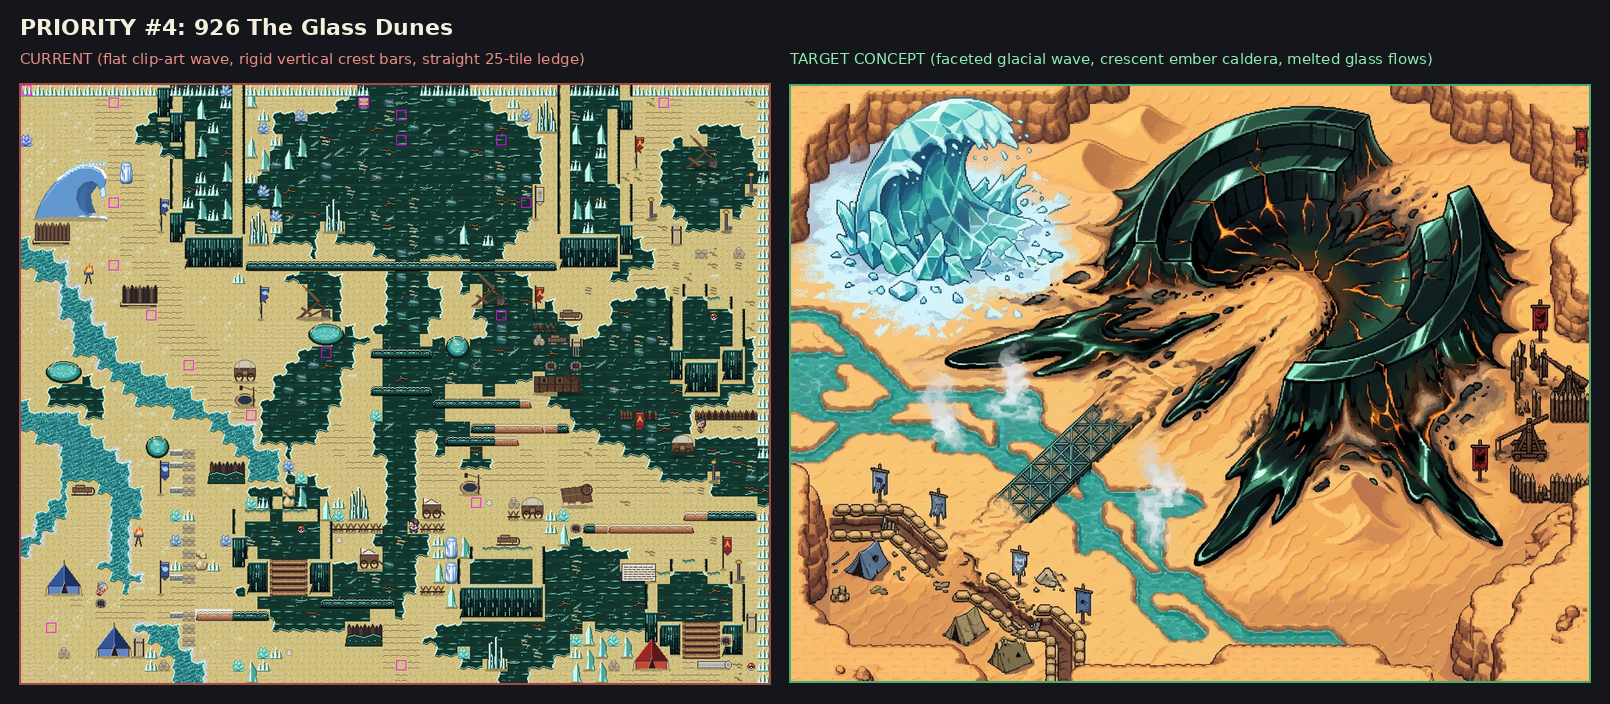 PRIORITY #4: 926 The Glass Dunes
CURRENT (flat clip-art wave, rigid vertical crest bars, straight 25-tile ledge)
TARGET CONCEPT (faceted glacial wave, crescent ember caldera, melted glass flows)